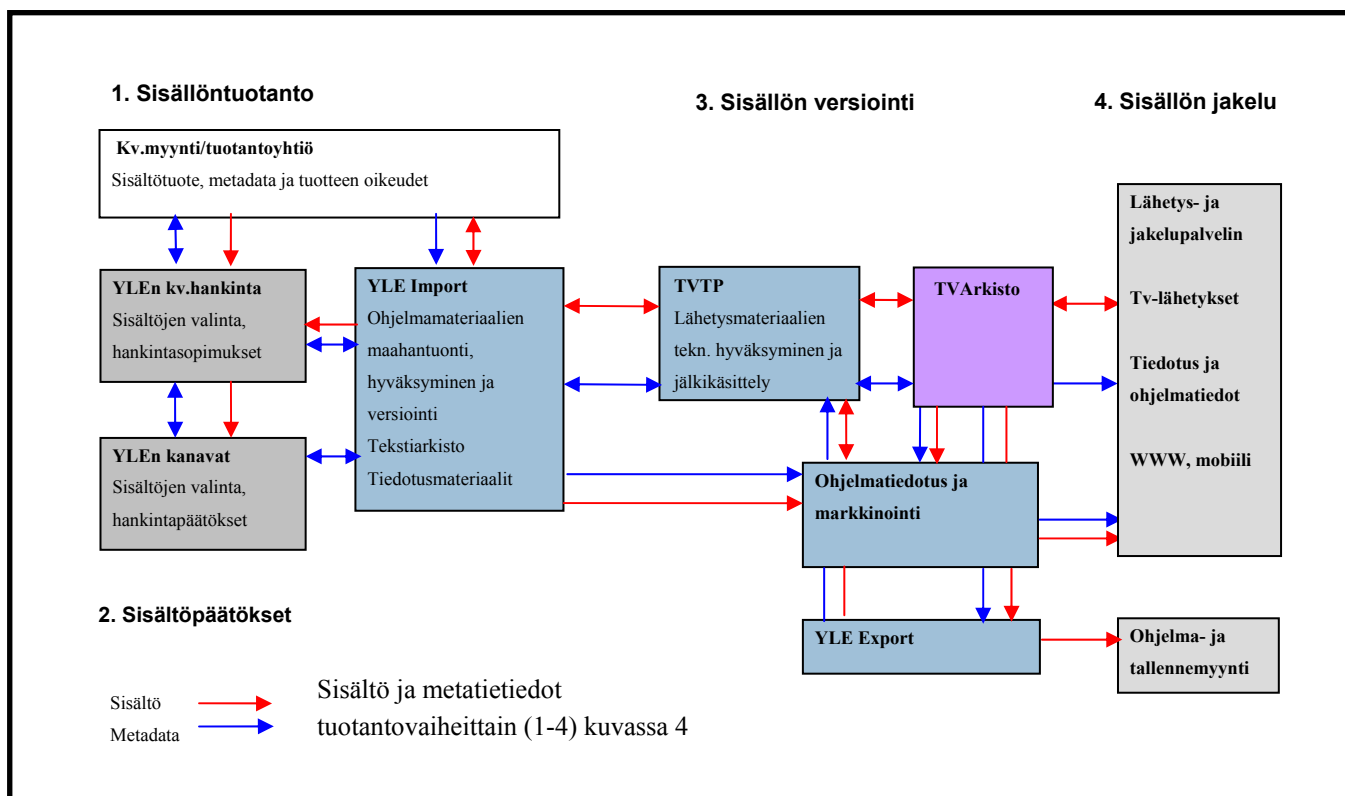 1. Sisällöntuotanto
3. Sisällön versiointi
4. Sisällön jakelu
Kv.myynti/tuotantoyhtiö
Sisältötuote, metadata ja tuotteen oikeudet
YLEn kv.hankinta
Sisältöjen valinta,
hankintasopimukset
YLEn kanavat
Sisältöjen valinta,
hankintapäätökset
YLE Import
Ohjelmamateriaalien
maahantuonti,
hyväksyminen ja
versiointi
Tekstiarkisto
Tiedotusmateriaalit
TVTP
Lähetysmateriaalien
tekn. hyväksyminen ja
jälkikäsittely
TVArkisto
Ohjelmatiedotus ja
markkinointi
YLE Export
Lähetys- ja
jakelupalvelin
Tv-lähetykset
Tiedotus ja
ohjelmatiedot
WWW, mobiili
Ohjelma- ja
tallennemyynti
2. Sisältöpäätökset
Sisältö
Metadata
Sisältö ja metatietiedot
tuotantovaiheittain (1-4) kuvassa 4